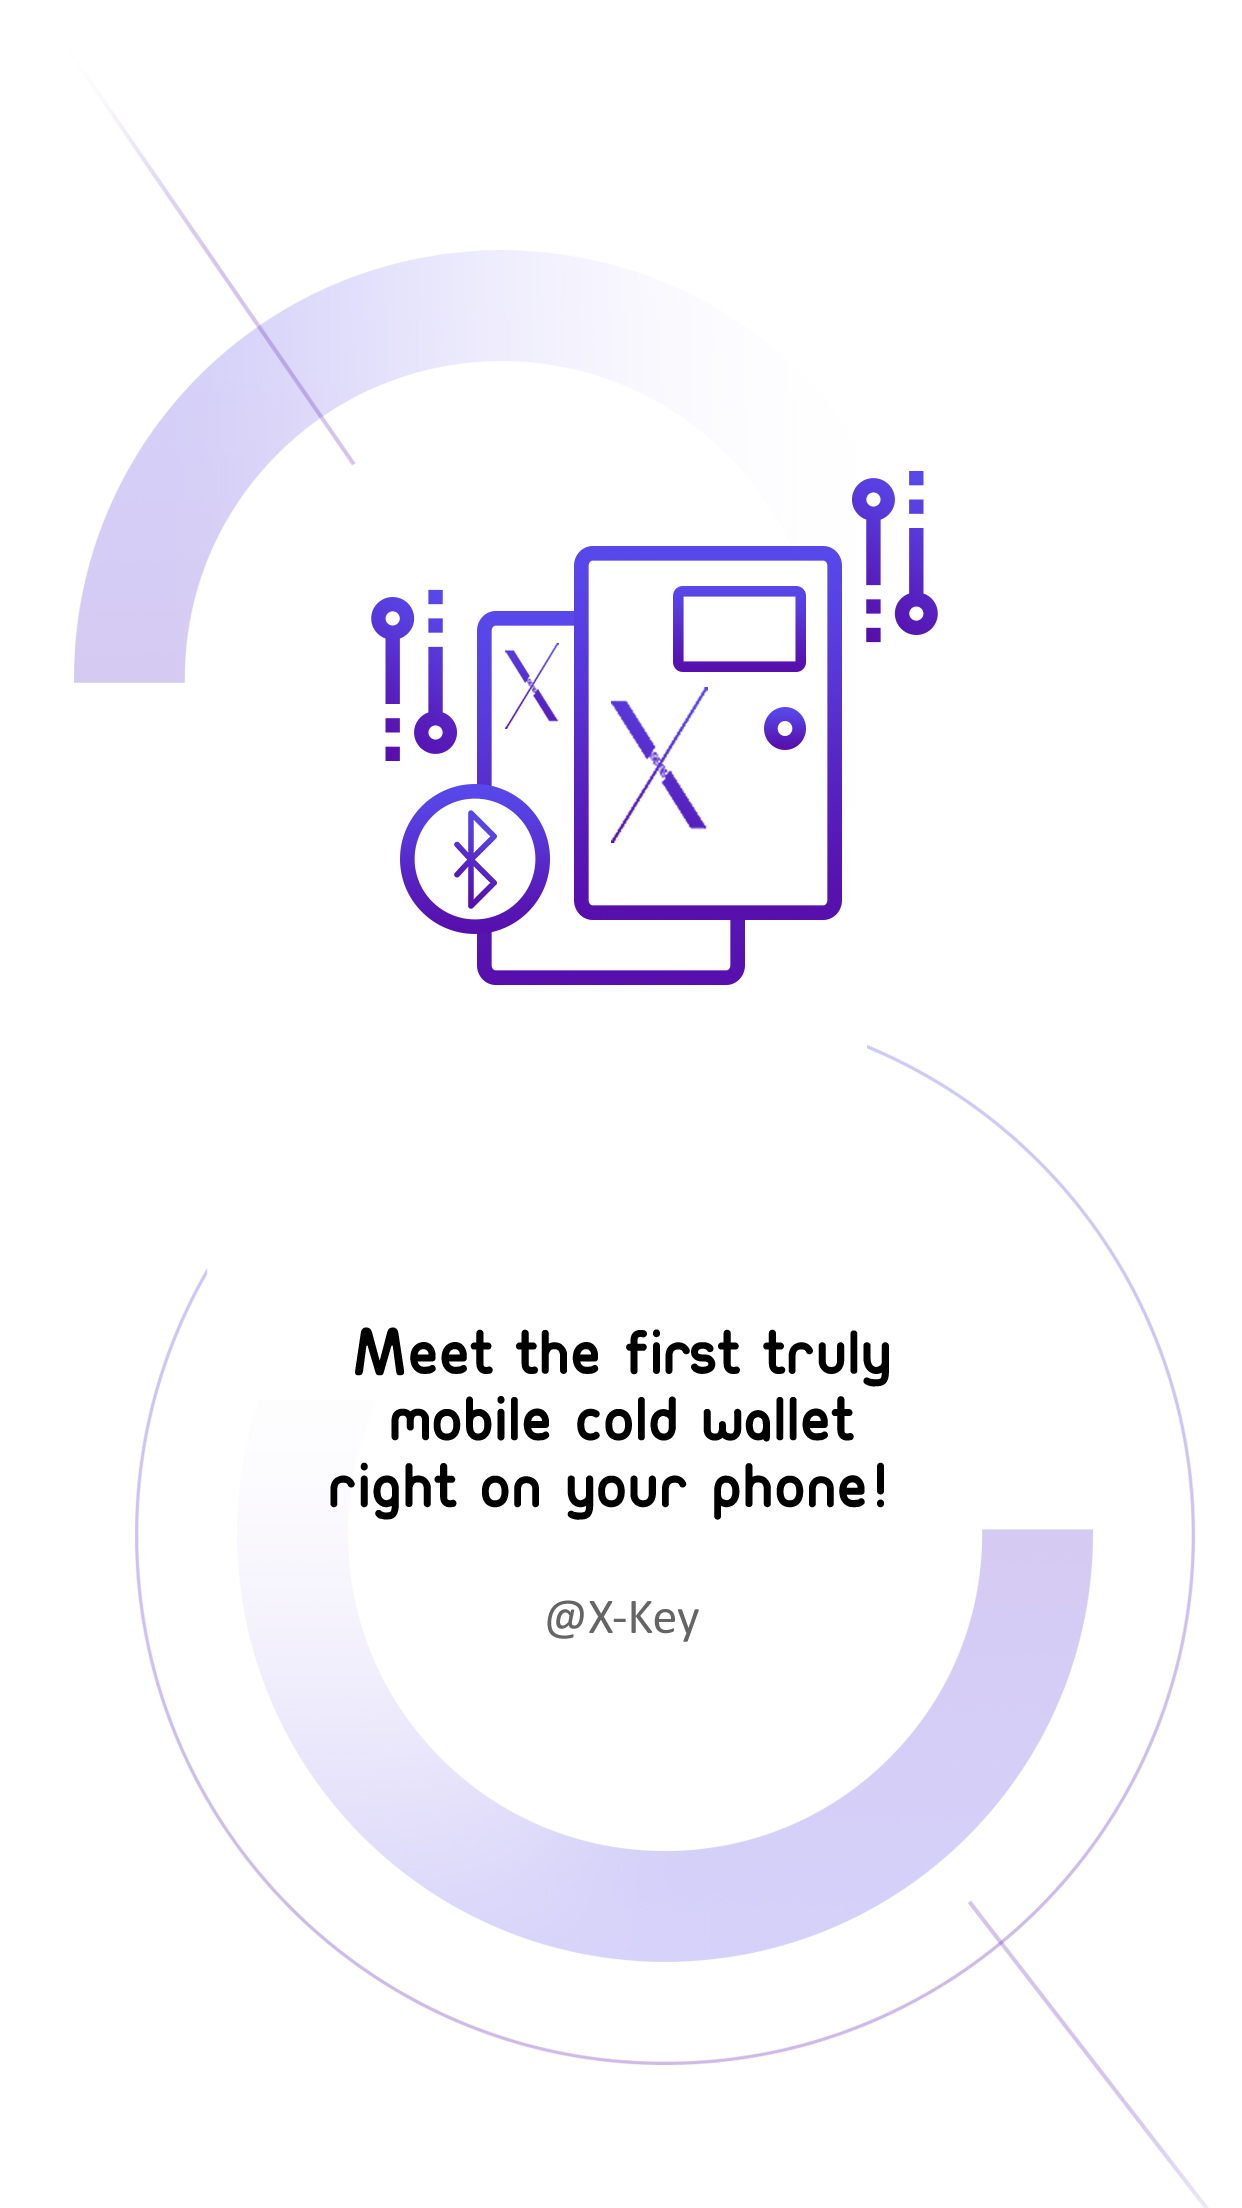 X
X
Meet the first truly
mobile cold wallet
right on your phone!
@X-Key